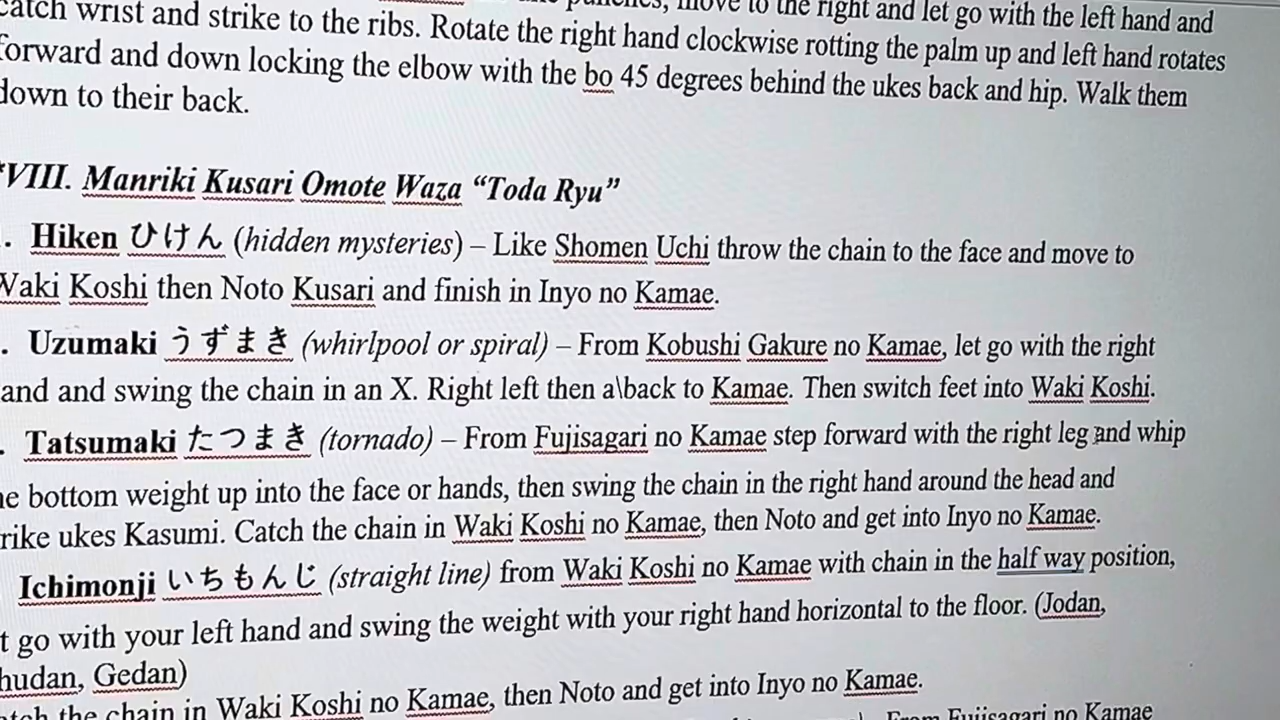 catch wrist and strike to the ribs. Rotate the right hand clockwise rotting the palm up and left hand rotates
forward and down locking the elbow with the bo 45 degrees behind the ukes back and hip. Walk them
down to their back.
*VIII. Manriki Kusari Omote Waza “Toda Ryu”
. Hiken ひけん (hidden mysteries) – Like Shomen Uchi throw the chain to the face and move to
Waki Koshi then Noto Kusari and finish in Inyo no Kamae.
. Uzumaki うずまき (whirlpool or spiral) – From Kobushi Gakure no Kamae, let go with the right
and and swing the chain in an X. Right left then a\back to Kamae. Then switch feet into Waki Koshi.
. Tatsumaki たつまき (tornado) – From Fujisagari no Kamae step forward with the right leg and whip
he bottom weight up into the face or hands, then swing the chain in the right hand around the head and
rike ukes Kasumi. Catch the chain in Waki Koshi no Kamae, then Noto and get into Inyo no Kamae.
Ichimonji いちもんじ (straight line) from Waki Koshi no Kamae with chain in the half way position,
t go with your left hand and swing the weight with your right hand horizontal to the floor. (Jodan,
hudan, Gedan)
atch the chain in Waki Koshi no Kamae, then Noto and get into Inyo no Kamae.
From Fujisagari no Kamae